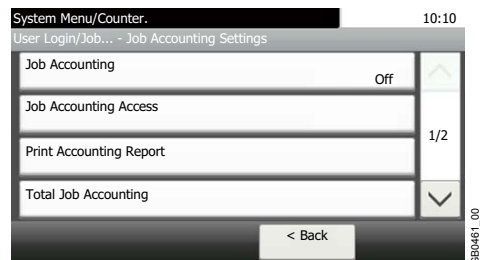 System Menu/Counter.
10:10
User Login/Job... - Job Accounting Settings
Job Accounting
Off
Job Accounting Access
1/2
Print Accounting Report
Total Job Accounting
< Back
GB0461_00